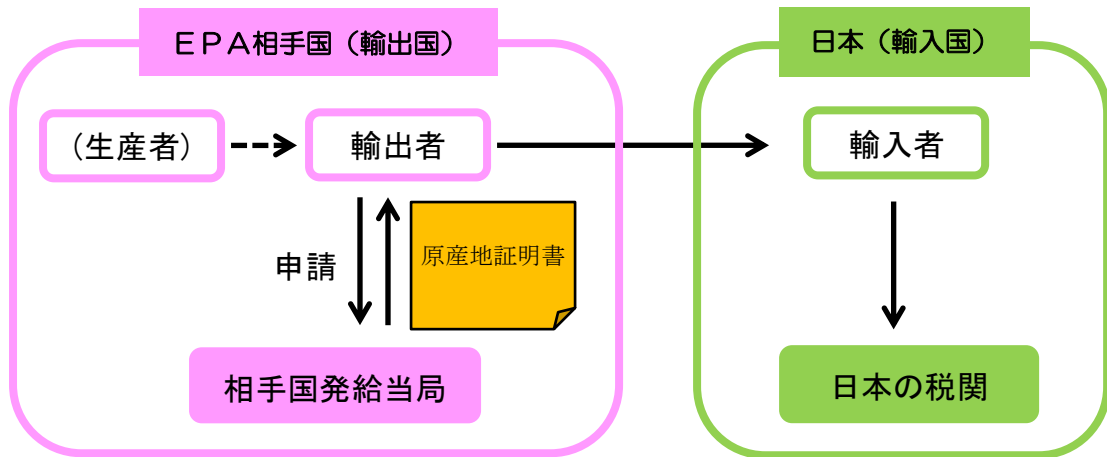 EPA相手国（輸出国）
日本（輸入国）
（生産者）
輸出者
輸入者
申請
原産地証明書
相手国発給当局
日本の税関